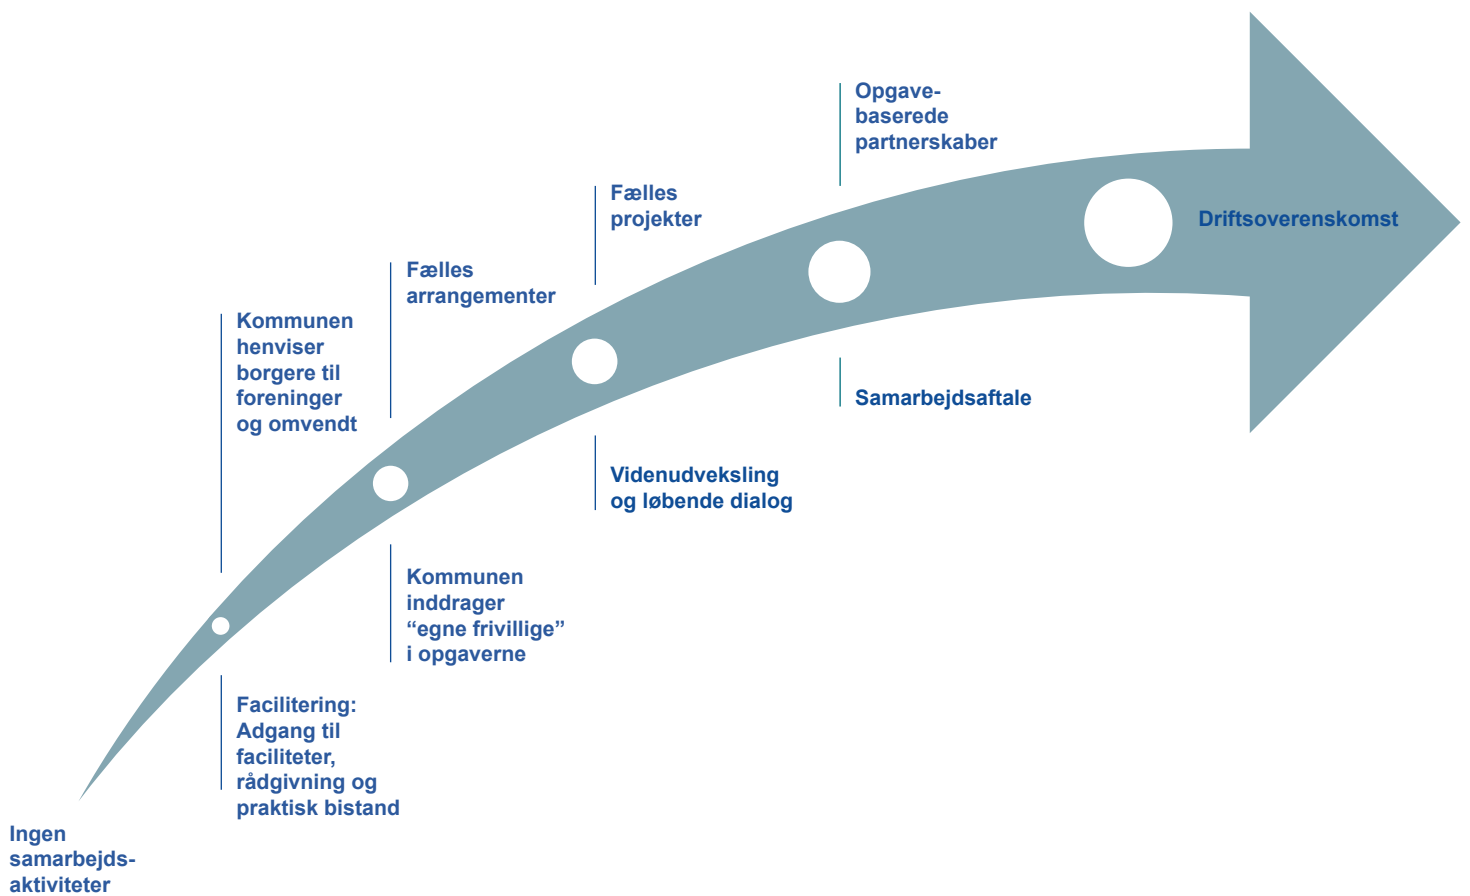 Opgave-
baserede
partnerskaber
Fælles
projekter
Driftsoverenskomst
Fælles
arrangementer
Kommunen
henviser
borgere til
foreninger
og omvendt
Samarbejdsaftale
Videnudveksling
og løbende dialog
Kommunen
inddrager
“egne frivillige”
i opgaverne
Facilitering:
Adgang til
faciliteter,
rådgivning og
praktisk bistand
Ingen
samarbejds-
aktiviteter